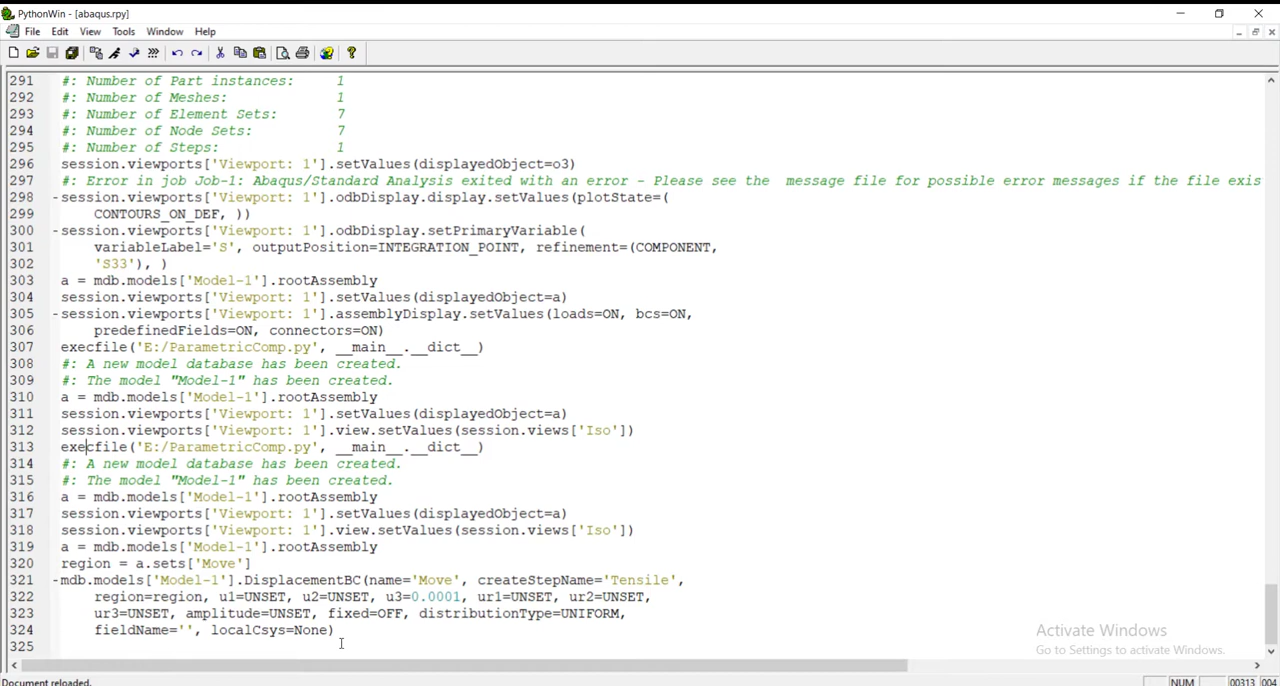 PythonWin - [abaqus.rpy]
File Edit View Tools Window Help
291 #: Number of Part instances: 1
292 #: Number of Meshes: 1
293 #: Number of Element Sets: 7
294 #: Number of Node Sets: 7
295 #: Number of Steps: 1
296 session.viewports['Viewport: 1'].setValues(displayedObject=o3)
297 #: Error in job Job-1: Abaqus/Standard Analysis exited with an error - Please see the  message file for possible error messages if the file exis
298 -session.viewports['Viewport: 1'].odbDisplay.display.setValues(plotState=(
299     CONTOURS_ON_DEF, ))
300 -session.viewports['Viewport: 1'].odbDisplay.setPrimaryVariable(
301     variableLabel='S', outputPosition=INTEGRATION_POINT, refinement=(COMPONENT,
302     'S33'), )
303 a = mdb.models['Model-1'].rootAssembly
304 session.viewports['Viewport: 1'].setValues(displayedObject=a)
305 -session.viewports['Viewport: 1'].assemblyDisplay.setValues(loads=ON, bcs=ON,
306     predefinedFields=ON, connectors=ON)
307 execfile('E:/ParametricComp.py', __main__.__dict__)
308 #: A new model database has been created.
309 #: The model "Model-1" has been created.
310 a = mdb.models['Model-1'].rootAssembly
311 session.viewports['Viewport: 1'].setValues(displayedObject=a)
312 session.viewports['Viewport: 1'].view.setValues(session.views['Iso'])
313 execfile('E:/ParametricComp.py', __main__.__dict__)
314 #: A new model database has been created.
315 #: The model "Model-1" has been created.
316 a = mdb.models['Model-1'].rootAssembly
317 session.viewports['Viewport: 1'].setValues(displayedObject=a)
318 session.viewports['Viewport: 1'].view.setValues(session.views['Iso'])
319 a = mdb.models['Model-1'].rootAssembly
320 region = a.sets['Move']
321 -mdb.models['Model-1'].DisplacementBC(name='Move', createStepName='Tensile',
322     region=region, u1=UNSET, u2=UNSET, u3=0.0001, ur1=UNSET, ur2=UNSET,
323     ur3=UNSET, amplitude=UNSET, fixed=OFF, distributionType=UNIFORM,
324     fieldName='', localCsys=None)
325
Activate Windows
Go to Settings to activate Windows.
Document reloaded. NUM 00313 004